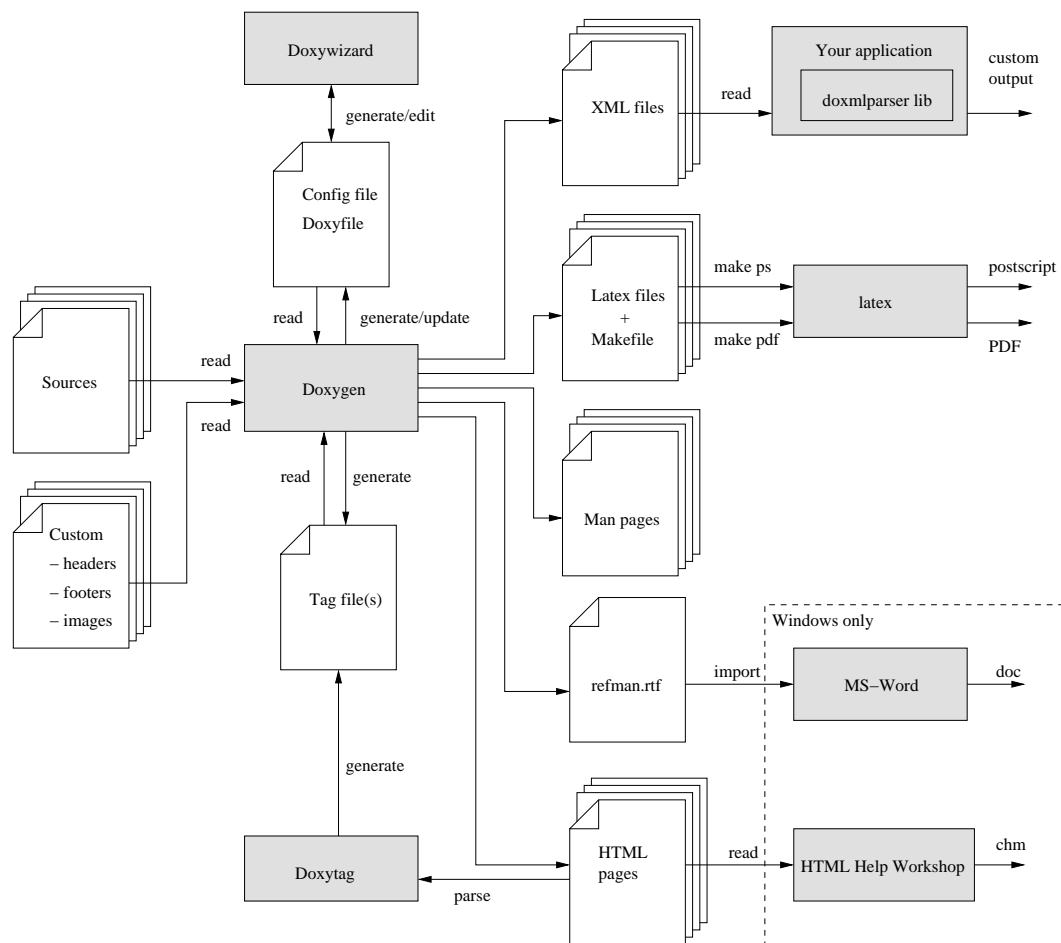 Doxywizard
generate/edit
Config file
Doxyfile
read
generate/update
Sources
read
Doxygen
read
Custom
– headers
– footers
– images
read
generate
Tag file(s)
generate
Doxytag
parse
XML files
read
Your application
doxmlparser lib
custom
output
Latex files
+
Makefile
make ps
make pdf
latex
postscript
PDF
Man pages
refman.rtf
import
Windows only
MS–Word
doc
HTML
pages
read
HTML Help Workshop
chm